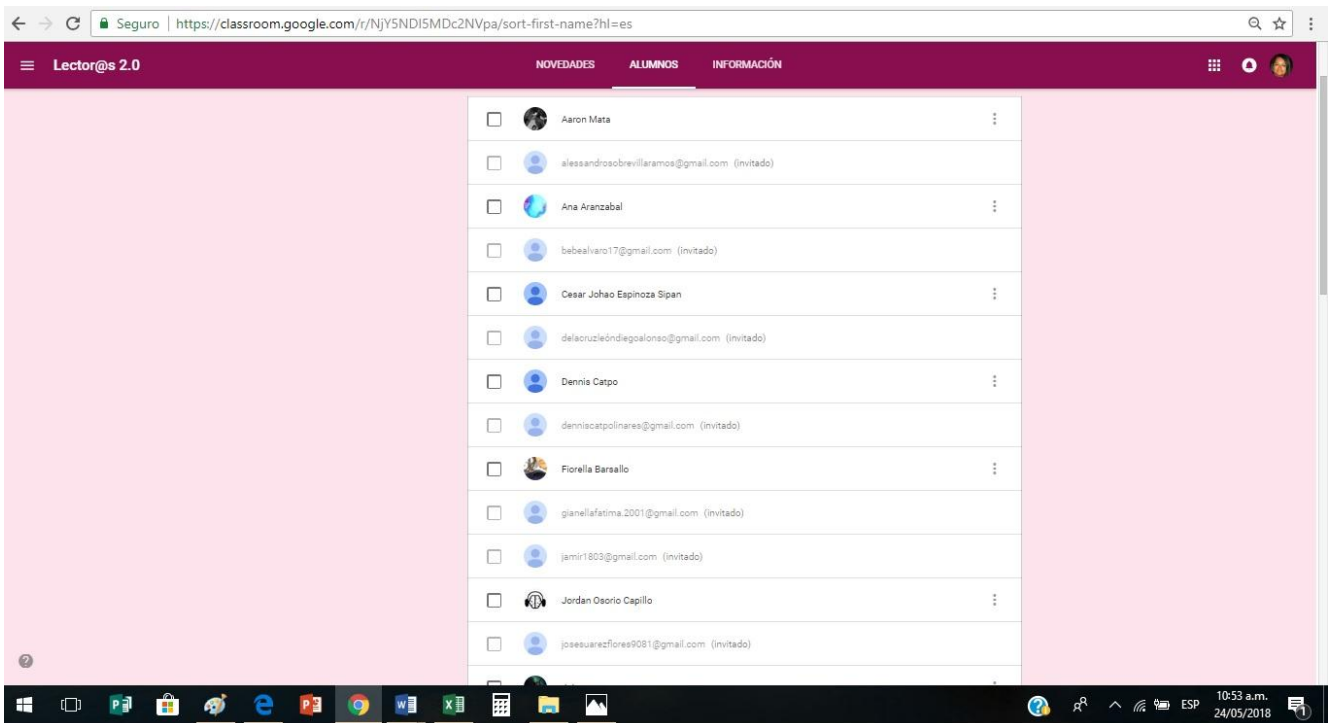 Seguro | https://classroom.google.com/r/NjY5NDI5MDc2NVpa/sort-first-name?hl=es
Lector@s 2.0 NOVEDADES ALUMNOS INFORMACIÓN
Aaron Mata
alessandrosobrevillaramos@gmail.com (invitado)
Ana Aranzabal
bebealvaro17@gmail.com (invitado)
Cesar Johao Espinoza Sipan
delacruzleóndiegoalonso@gmail.com (invitado)
Dennis Catpo
denniscatpolinares@gmail.com (invitado)
Fiorella Barsallo
gianellafatima.2001@gmail.com (invitado)
jamir1803@gmail.com (invitado)
Jordan Osorio Capillo
josesuarezflores9081@gmail.com (invitado)
ESP 10:53 a.m.
24/05/2018